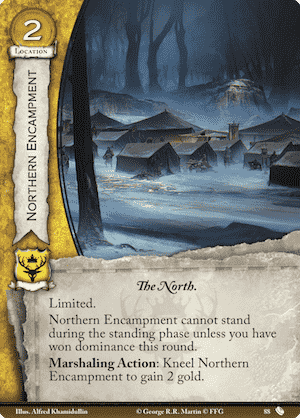 2
Location
Northern Encampment
The North.
Limited.
Northern Encampment cannot stand
during the standing phase unless you have
won dominance this round.
Marshaling Action: Kneel Northern
Encampment to gain 2 gold.
Illus. Alfred Khamidullin
© George R.R. Martin © FFG
88